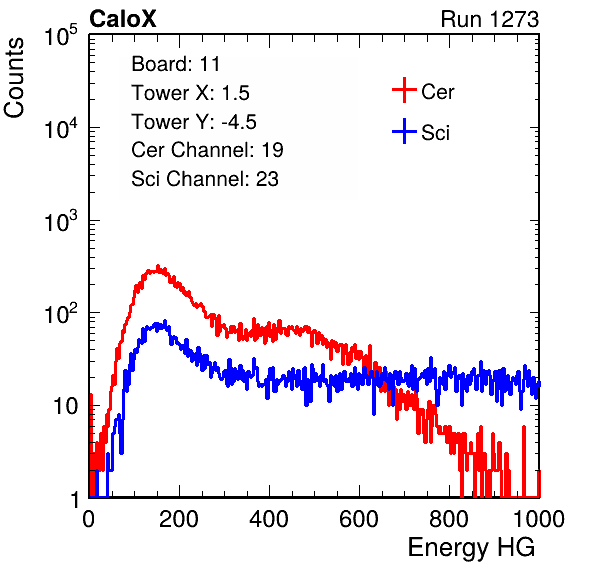 CaloX Run 1273
Counts
10^5
10^4
10^3
10^2
10
1
Board: 11
Tower X: 1.5
Tower Y: -4.5
Cer Channel: 19
Sci Channel: 23
Cer
Sci
0 200 400 600 800 1000
Energy HG